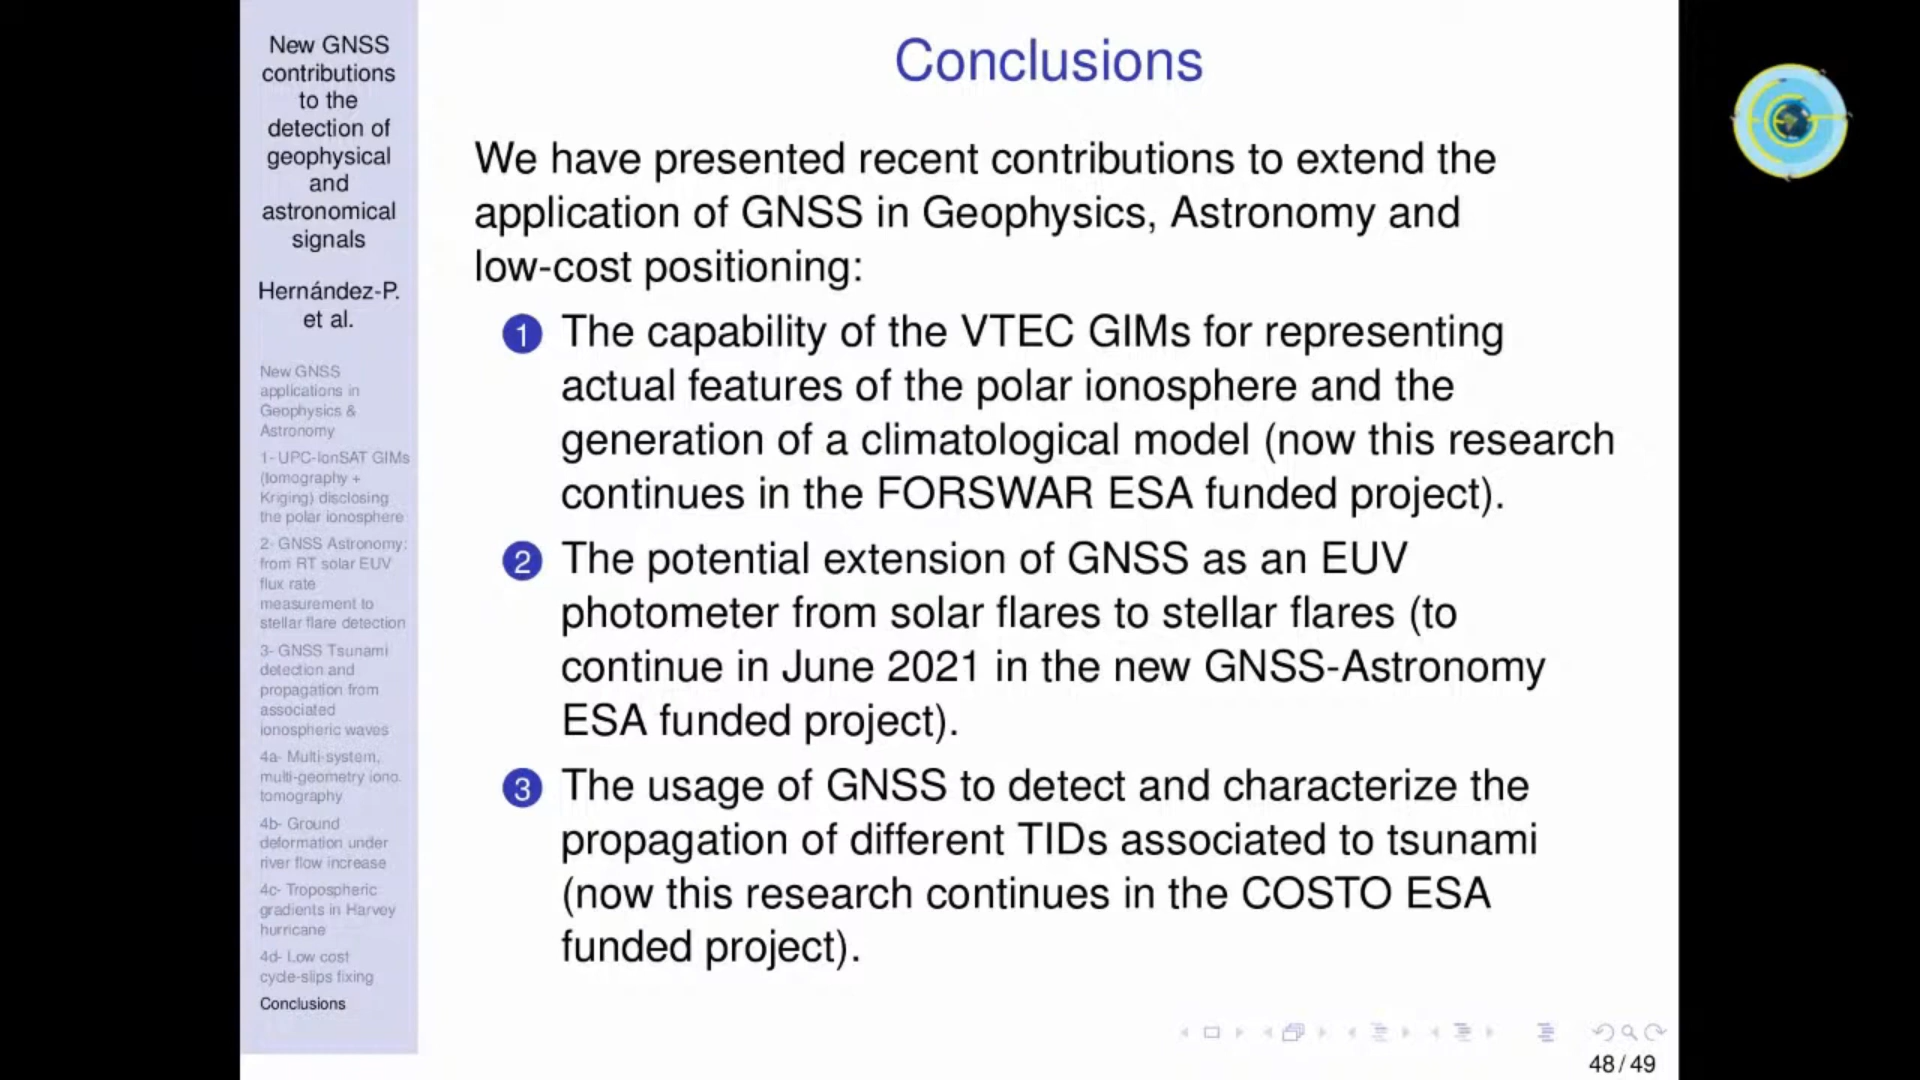 New GNSS
contributions
to the
detection of
geophysical
and
astronomical
signals
Hernández-P.
et al.
New GNSS
applications in
Geophysics &
Astronomy
1- UPC-IonSAT GIMs
(tomography +
Kriging) disclosing
the polar ionosphere
2- GNSS Astronomy:
from RT solar EUV
flux rate
measurement to
stellar flare detection
3- GNSS Tsunami
detection and
propagation from
associated
ionospheric waves
4a- Multi-system,
multi-geometry iono.
tomography
4b- Ground
deformation under
river flow increase
4c- Tropospheric
gradients in Harvey
hurricane
4d- Low cost
cycle-slips fixing
Conclusions
Conclusions
We have presented recent contributions to extend the
application of GNSS in Geophysics, Astronomy and
low-cost positioning:
1 The capability of the VTEC GIMs for representing
actual features of the polar ionosphere and the
generation of a climatological model (now this research
continues in the FORSWAR ESA funded project).
2 The potential extension of GNSS as an EUV
photometer from solar flares to stellar flares (to
continue in June 2021 in the new GNSS-Astronomy
ESA funded project).
3 The usage of GNSS to detect and characterize the
propagation of different TIDs associated to tsunami
(now this research continues in the COSTO ESA
funded project).
48 / 49